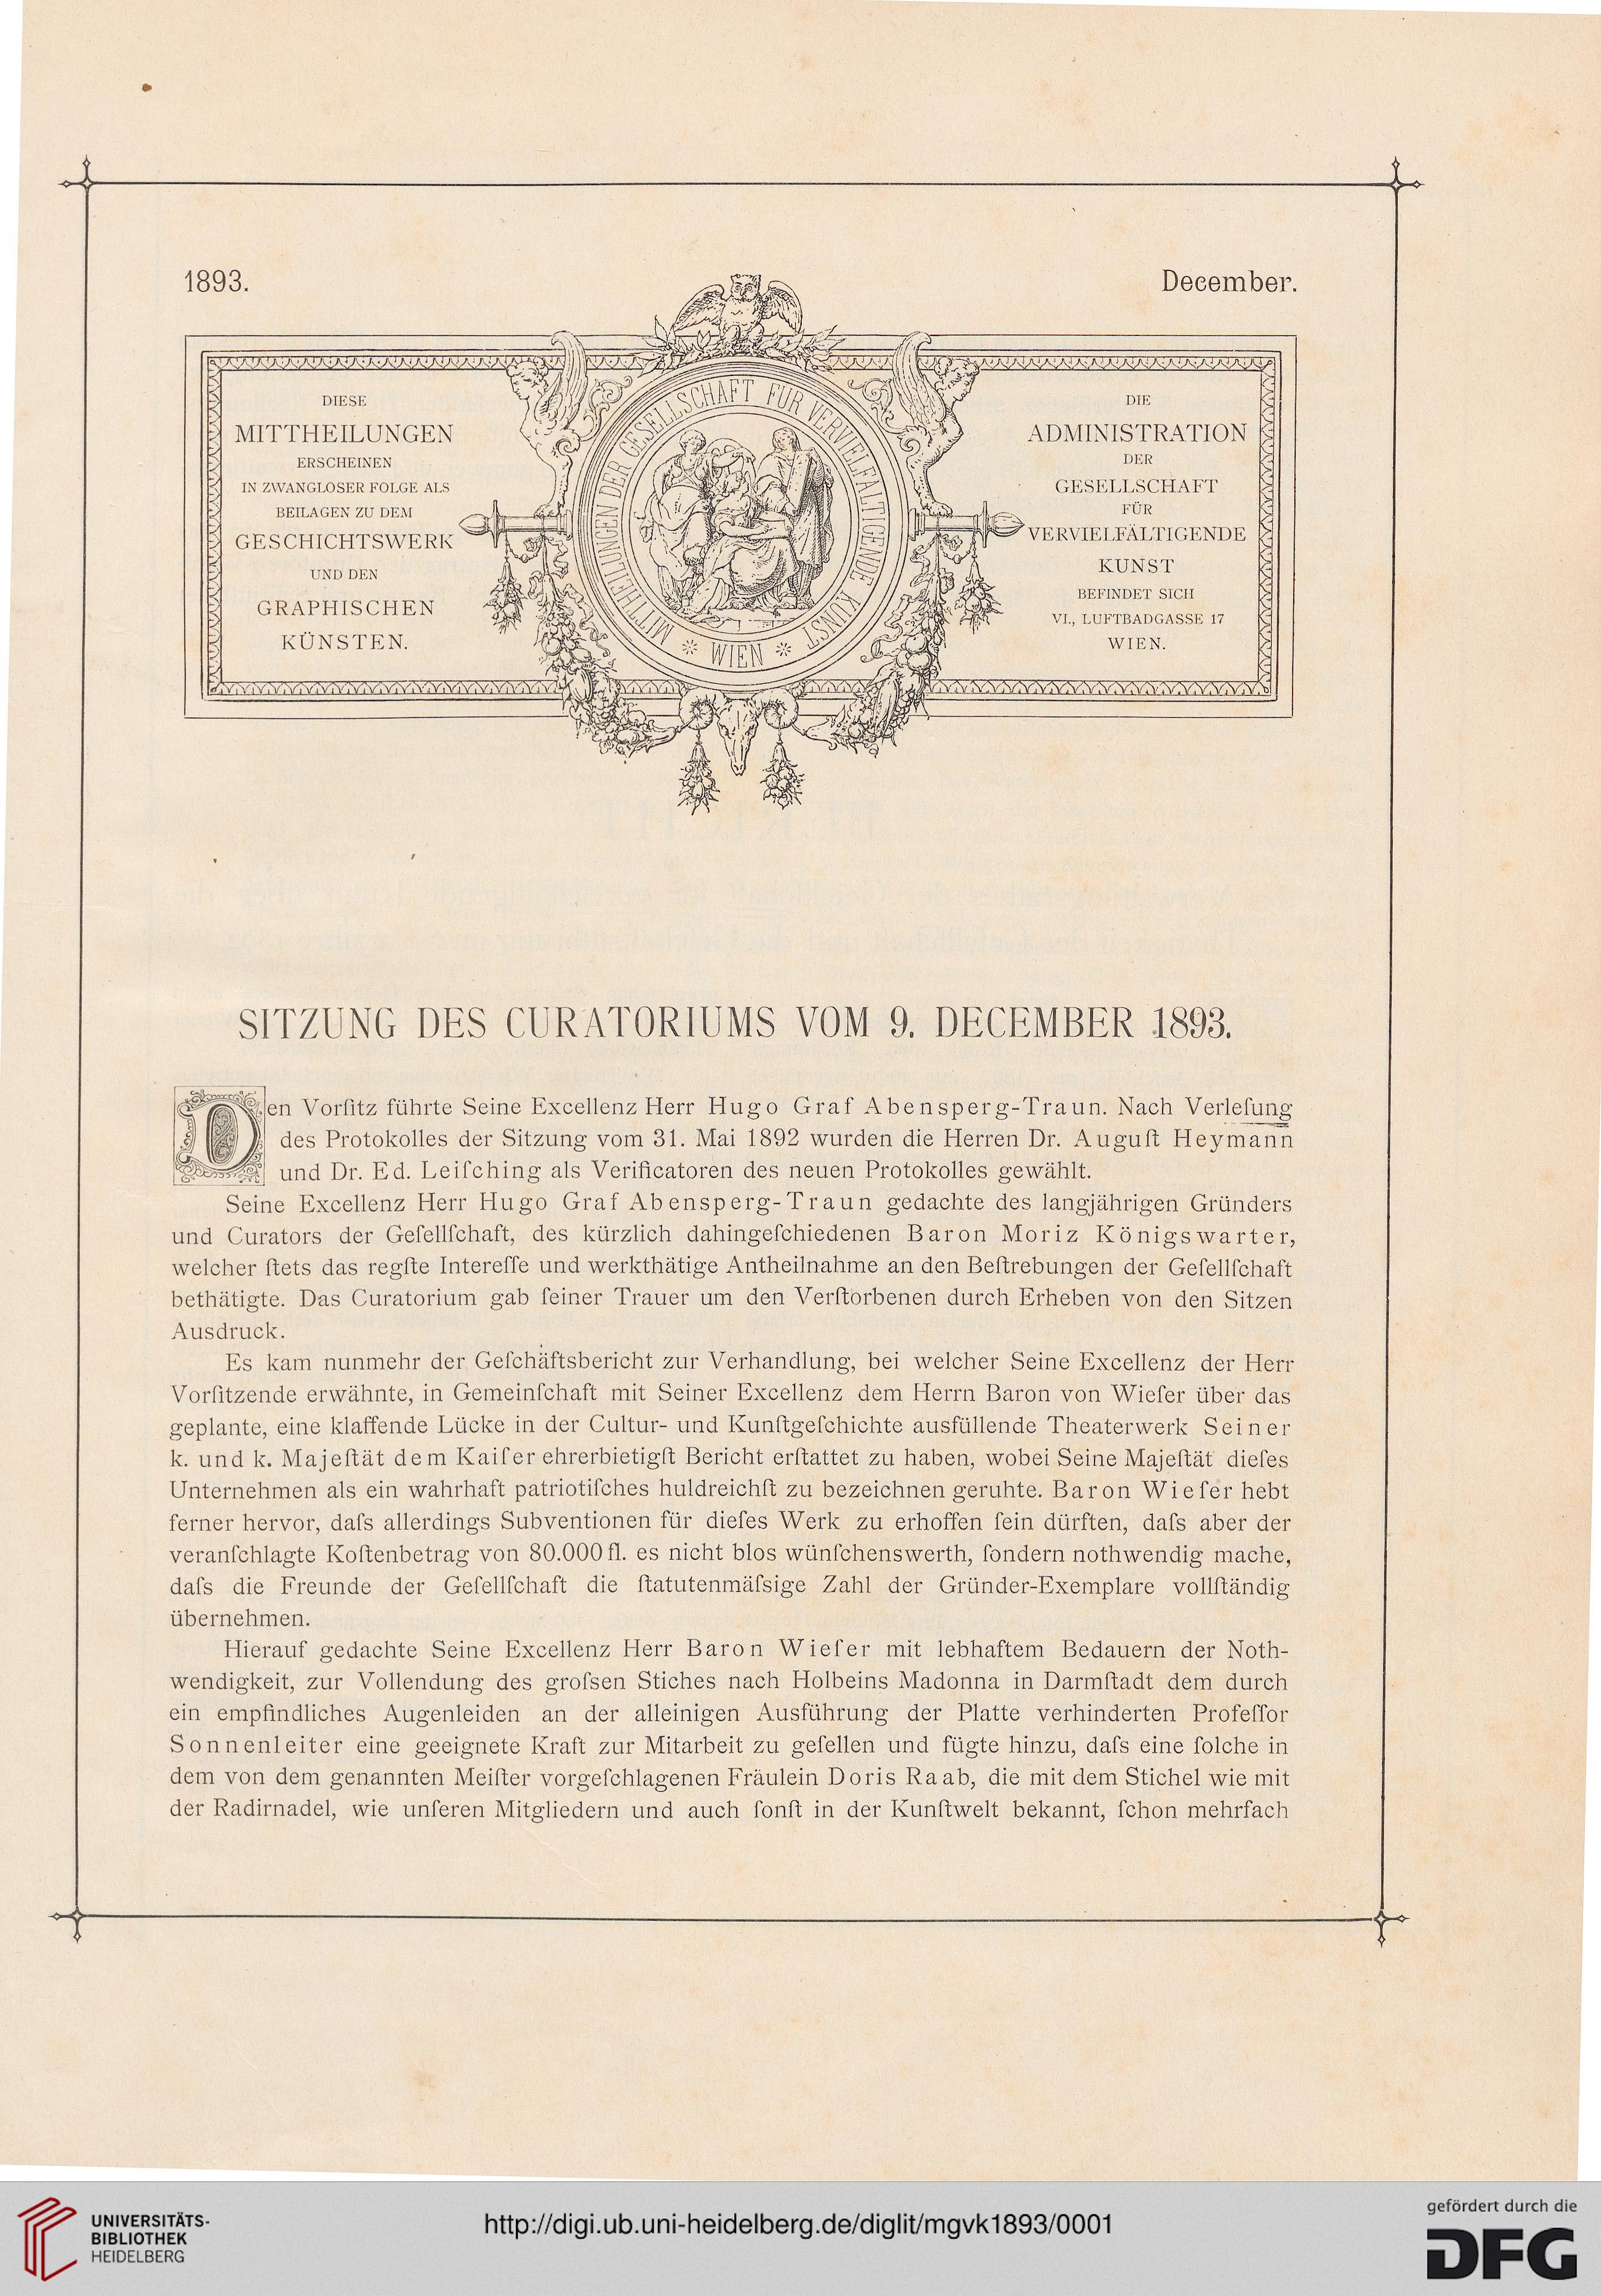 1893.
December.
DIESE
MITTHEILUNGEN
ERSCHEINEN
IN ZWANGLOSER FOLGE ALS
BEILAGEN ZU DEM
GESCHICHTSWERK
UND DEN
GRAPHISCHEN
KÜNSTEN.
MITTHEILUNGEN DER GESELLSCHAFT FÜR VERVIELFÄLTIGENDE KUNST
WIEN
DIE
ADMINISTRATION
DER
GESELLSCHAFT
FÜR
VERVIELFÄLTIGENDE
KUNST
BEFINDET SICH
VI., LUFTBADGASSE 17
WIEN.
SITZUNG DES CURATORIUMS VOM 9. DECEMBER 1893.
Den Vorſitz führte Seine Excellenz Herr Hugo Graf Abensperg-Traun. Nach Verleſung
des Protokolles der Sitzung vom 31. Mai 1892 wurden die Herren Dr. Auguſt Heymann
und Dr. Ed. Leiſching als Verificatoren des neuen Protokolles gewählt.
Seine Excellenz Herr Hugo Graf Abensperg-Traun gedachte des langjährigen Gründers
und Curators der Geſellſchaft, des kürzlich dahingeſchiedenen Baron Moriz Königswarter,
welcher ſtets das regſte Intereſſe und werkthätige Antheilnahme an den Beſtrebungen der Geſellſchaft
bethätigte. Das Curatorium gab ſeiner Trauer um den Verſtorbenen durch Erheben von den Sitzen
Ausdruck.
Es kam nunmehr der Geſchäftsbericht zur Verhandlung, bei welcher Seine Excellenz der Herr
Vorſitzende erwähnte, in Gemeinſchaft mit Seiner Excellenz dem Herrn Baron von Wieſer über das
geplante, eine klaffende Lücke in der Cultur- und Kunſtgeſchichte ausfüllende Theaterwerk Seiner
k. und k. Majeſtät dem Kaiſer ehrerbietigſt Bericht erſtattet zu haben, wobei Seine Majeſtät dieſes
Unternehmen als ein wahrhaft patriotiſches huldreichſt zu bezeichnen geruhte. Baron Wieſer hebt
ferner hervor, daſs allerdings Subventionen für dieſes Werk zu erhoffen ſein dürften, daſs aber der
veranſchlagte Koſtenbetrag von 80.000 fl. es nicht blos wünſchenswerth, ſondern nothwendig mache,
daſs die Freunde der Geſellſchaft die ſtatutenmäſsige Zahl der Gründer-Exemplare vollſtändig
übernehmen.
Hierauf gedachte Seine Excellenz Herr Baron Wieſer mit lebhaftem Bedauern der Noth-
wendigkeit, zur Vollendung des groſsen Stiches nach Holbeins Madonna in Darmſtadt dem durch
ein empfindliches Augenleiden an der alleinigen Ausführung der Platte verhinderten Profeſſor
Sonnenleiter eine geeignete Kraft zur Mitarbeit zu geſellen und fügte hinzu, daſs eine ſolche in
dem von dem genannten Meiſter vorgeſchlagenen Fräulein Doris Raab, die mit dem Stichel wie mit
der Radirnadel, wie unſeren Mitgliedern und auch ſonſt in der Kunſtwelt bekannt, ſchon mehrfach
UNIVERSITÄTS-
BIBLIOTHEK
HEIDELBERG
http://digi.ub.uni-heidelberg.de/diglit/mgvk1893/0001
gefördert durch die
DFG